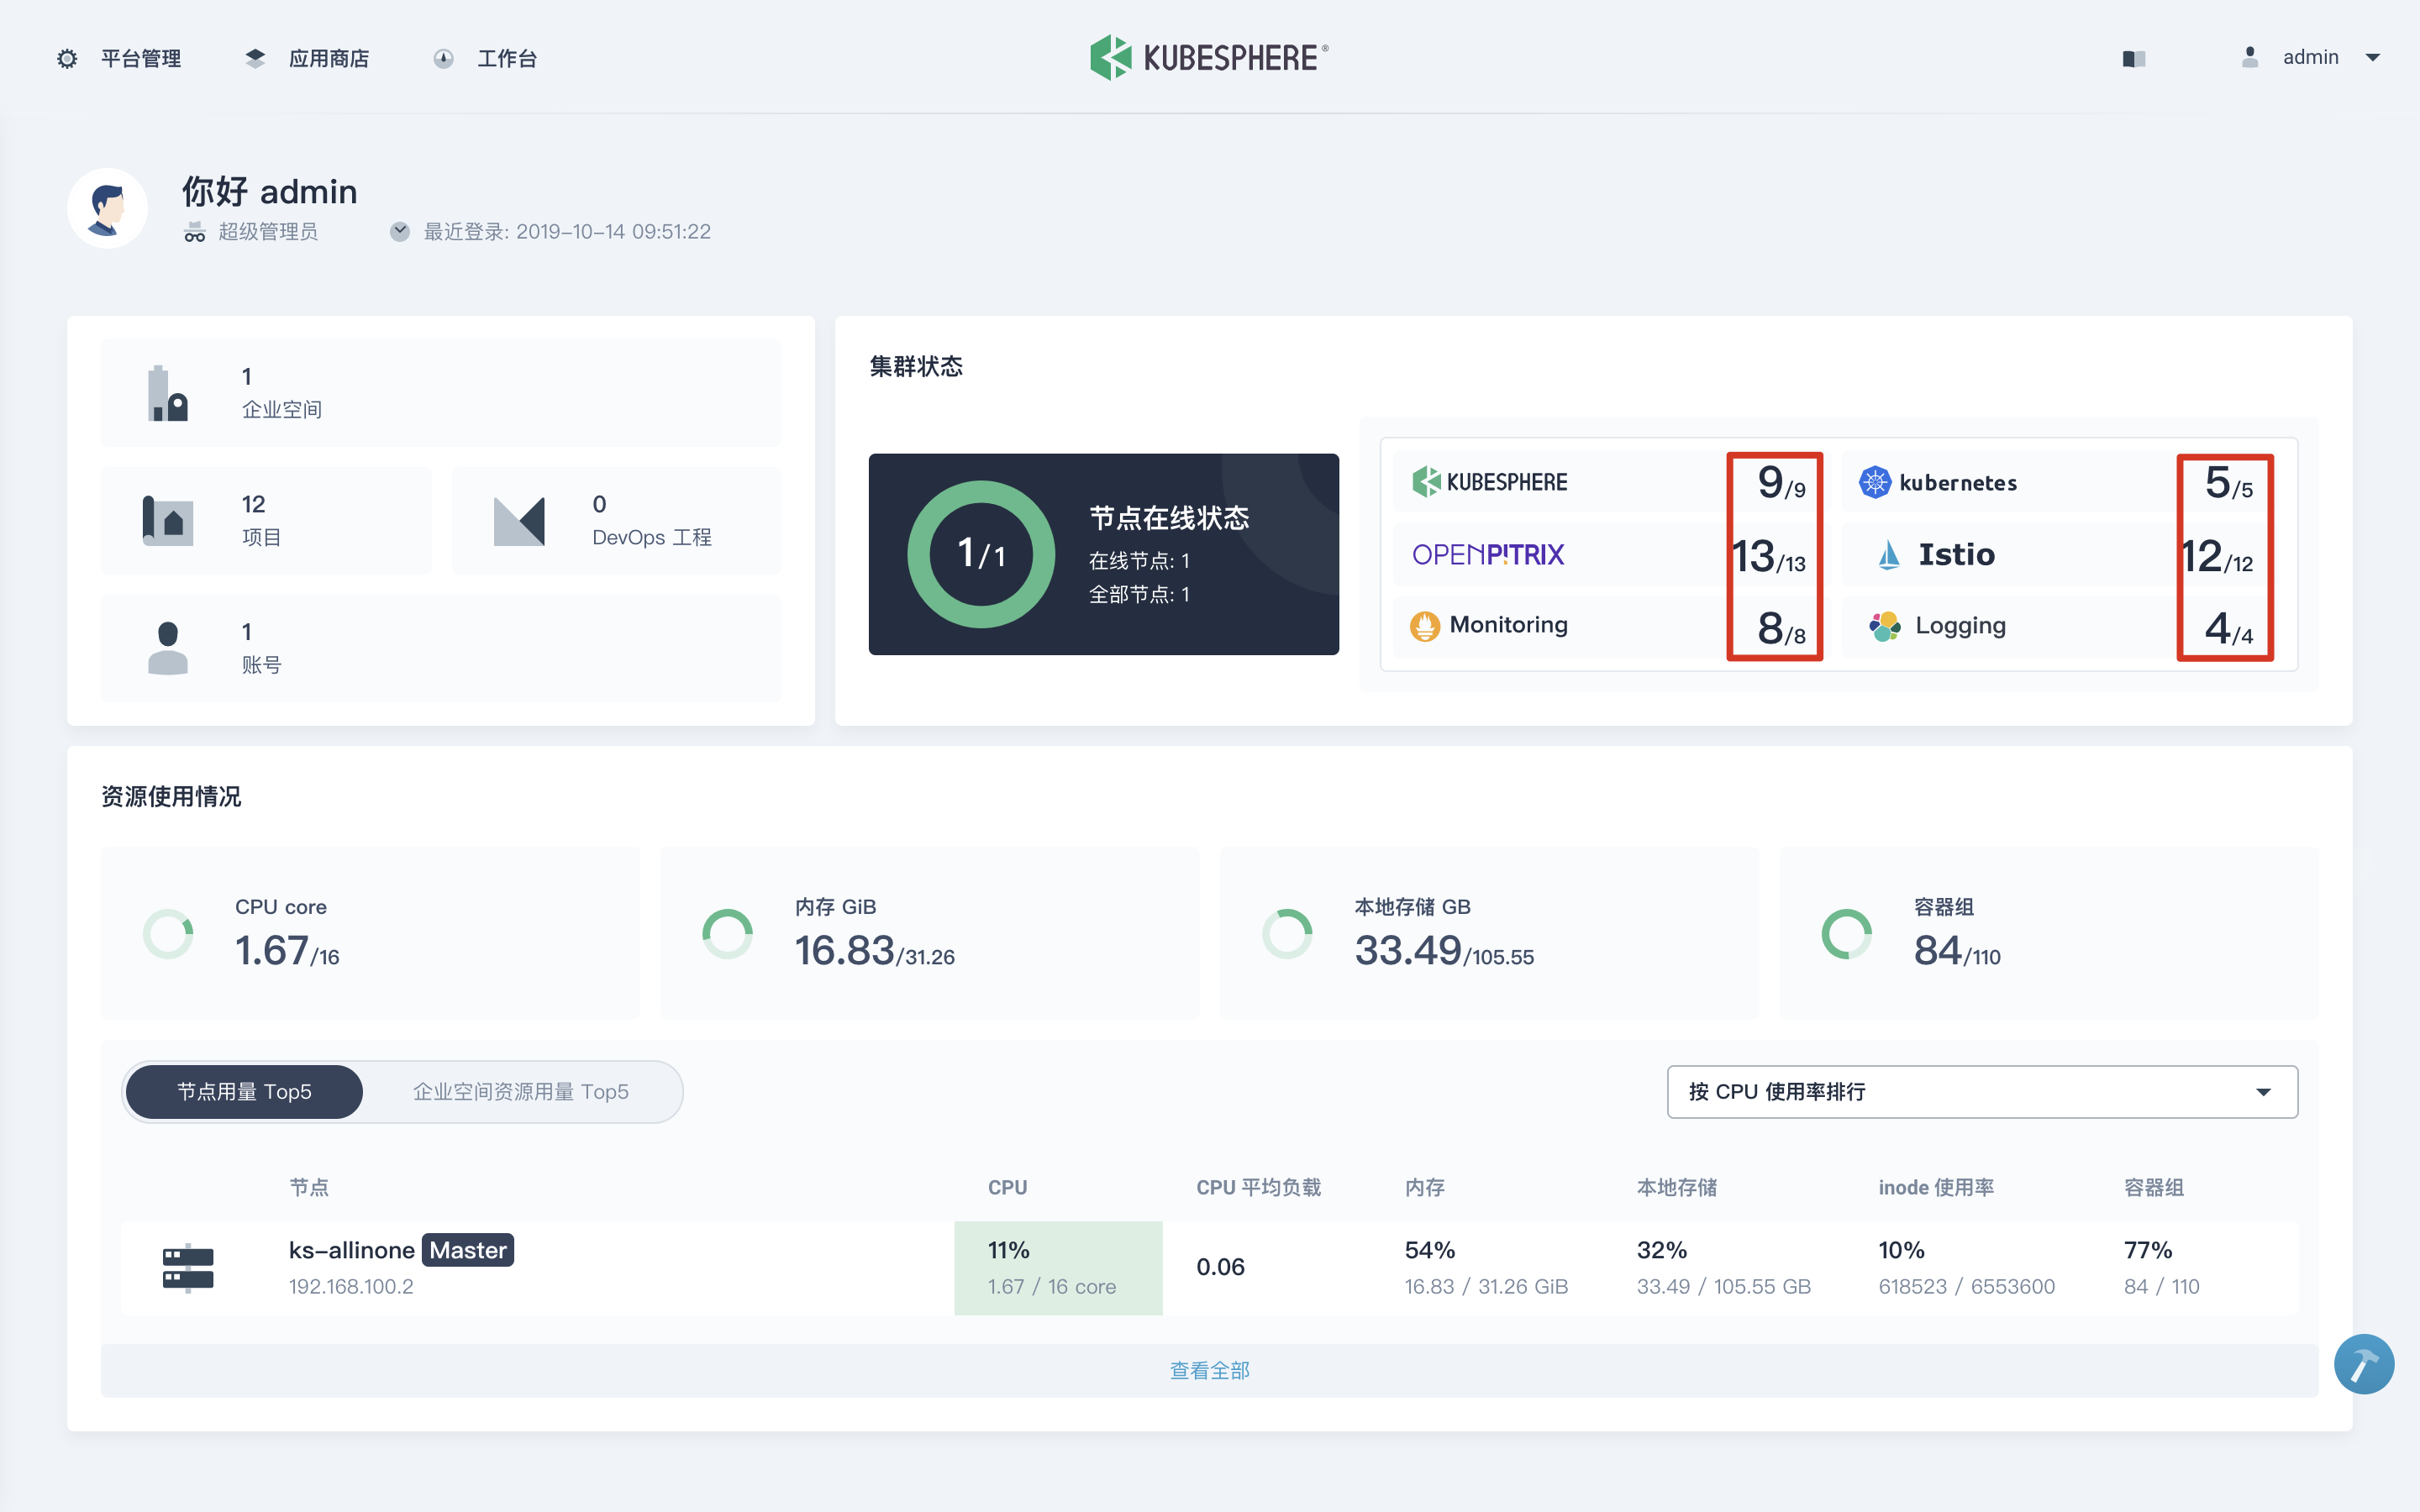 平台管理 应用商店 工作台 KUBESPHERE® admin
你好 admin
超级管理员 最近登录: 2019-10-14 09:51:22
1
企业空间
12
项目
0
DevOps 工程
1
账号
集群状态
1/1
节点在线状态
在线节点: 1
全部节点: 1
KUBESPHERE 9/9 kubernetes 5/5
OPENPITRIX 13/13 Istio 12/12
Monitoring 8/8 Logging 4/4
资源使用情况
CPU core
1.67/16
内存 GiB
16.83/31.26
本地存储 GB
33.49/105.55
容器组
84/110
节点用量 Top5 企业空间资源用量 Top5 按 CPU 使用率排行
节点 CPU CPU 平均负载 内存 本地存储 inode 使用率 容器组
ks-allinone Master 11% 0.06 54% 32% 10% 77%
192.168.100.2 1.67 / 16 core 16.83 / 31.26 GiB 33.49 / 105.55 GB 618523 / 6553600 84 / 110
查看全部